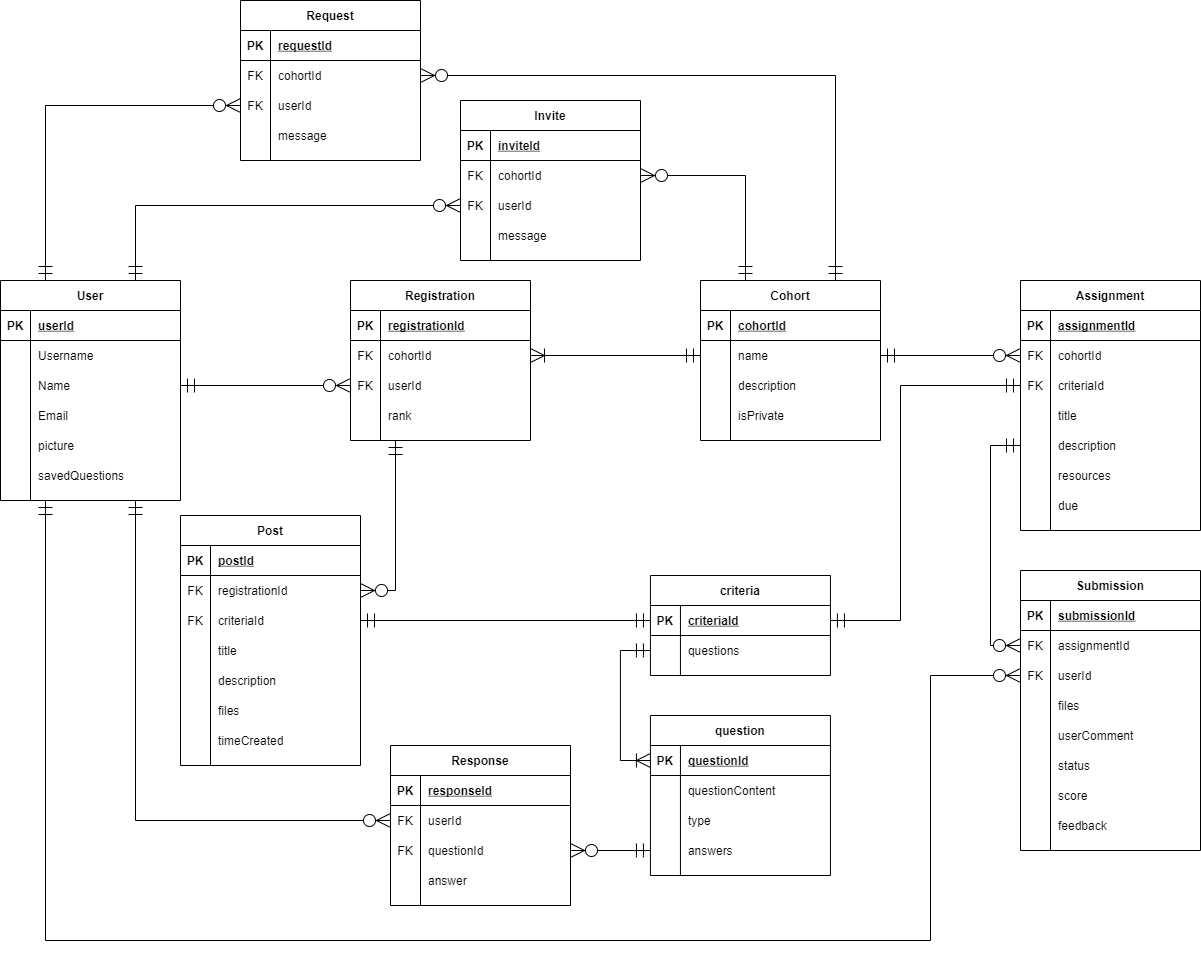 Request
PK requestId
FK cohortId
FK userId
message
Invite
PK inviteId
FK cohortId
FK userId
message
User
PK userId
Username
Name
Email
picture
savedQuestions
Registration
PK registrationId
FK cohortId
FK userId
rank
Cohort
PK cohortId
name
description
isPrivate
Assignment
PK assignmentId
FK cohortId
FK criteriaId
title
description
resources
due
Post
PK postId
FK registrationId
FK criteriaId
title
description
files
timeCreated
criteria
PK criteriaId
questions
Submission
PK submissionId
FK assignmentId
FK userId
files
userComment
status
score
feedback
Response
PK responseId
FK userId
FK questionId
answer
question
PK questionId
questionContent
type
answers